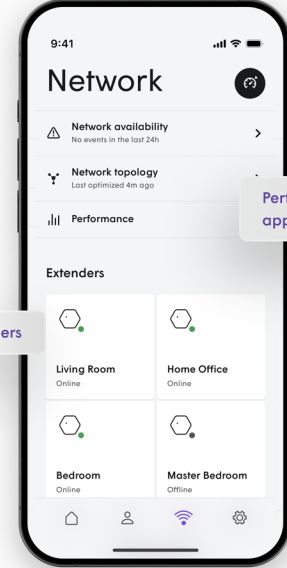 9:41
Network
Network availability
No events in the last 24h
Network topology
Last optimized 4m ago
Performance
Extenders
Living Room
Online
Home Office
Online
Bedroom
Online
Master Bedroom
Offline